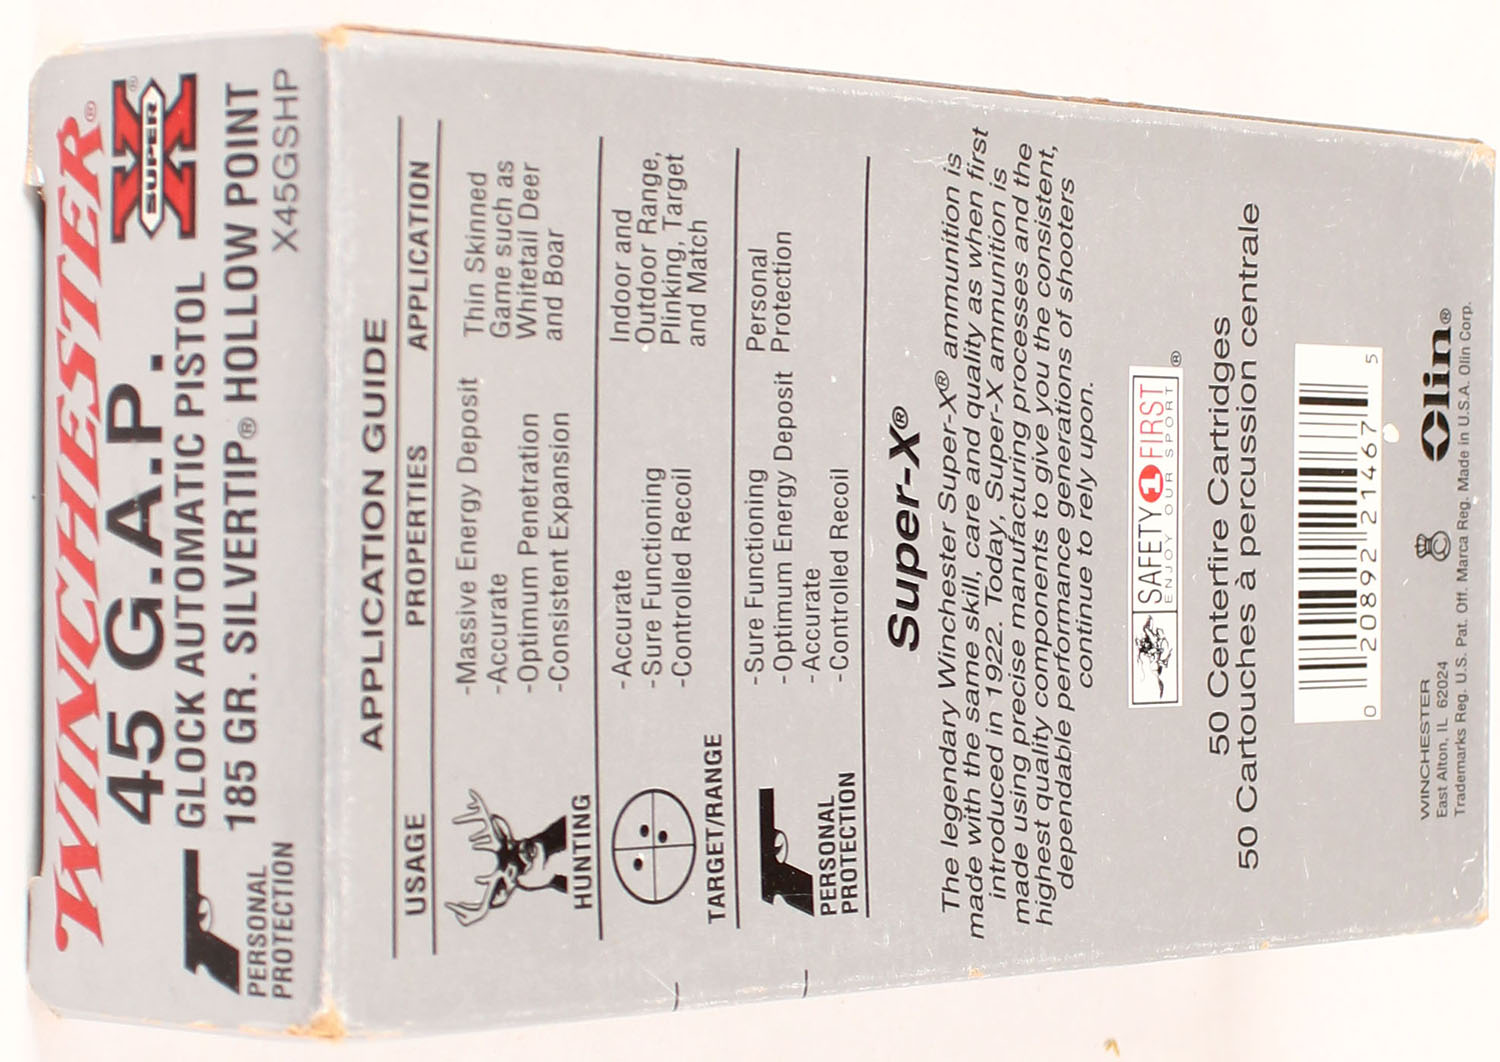 WINCHESTER®
SUPER X®
45 G.A.P.
GLOCK AUTOMATIC PISTOL
185 GR. SILVERTIP® HOLLOW POINT
X45GSHP
PERSONAL
PROTECTION
APPLICATION GUIDE
USAGE PROPERTIES APPLICATION
HUNTING
-Massive Energy Deposit
-Accurate
-Optimum Penetration
-Consistent Expansion
Thin Skinned
Game such as
Whitetail Deer
and Boar
TARGET/RANGE
-Accurate
-Sure Functioning
-Controlled Recoil
Indoor and
Outdoor Range,
Plinking, Target
and Match
PERSONAL
PROTECTION
-Sure Functioning
-Optimum Energy Deposit
-Accurate
-Controlled Recoil
Personal
Protection
Super-X®
The legendary Winchester Super-X® ammunition is
made with the same skill, care and quality as when first
introduced in 1922. Today, Super-X ammunition is
made using precise manufacturing processes and the
highest quality components to give you the consistent,
dependable performance generations of shooters
continue to rely upon.
SAFETY 1 FIRST®
ENJOY OUR SPORT
50 Centerfire Cartridges
50 Cartouches à percussion centrale
0 20892 21467 5
WINCHESTER
East Alton, IL 62024
Olin®
Trademarks Reg. U.S. Pat. Off. Marca Reg. Made in U.S.A. Olin Corp.